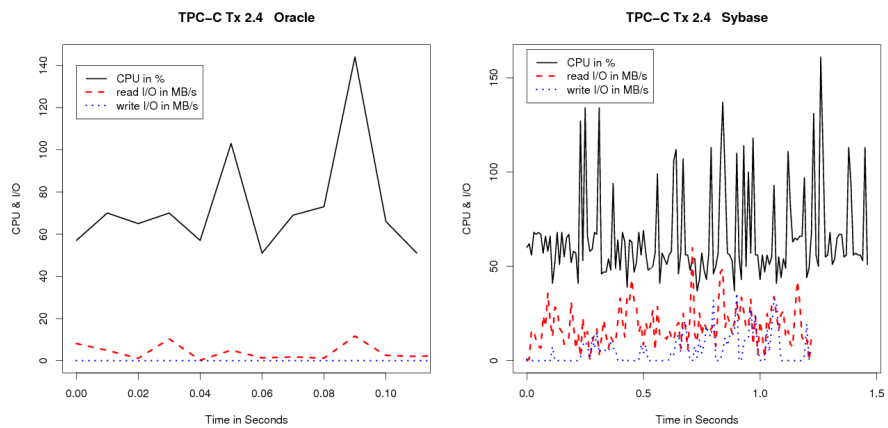 TPC−C Tx 2.4 Oracle
CPU & I/O
140
120
100
80
60
40
20
0
CPU in %
read I/O in MB/s
write I/O in MB/s
0.00 0.02 0.04 0.06 0.08 0.10
Time in Seconds
TPC−C Tx 2.4 Sybase
CPU & I/O
150
100
50
0
CPU in %
read I/O in MB/s
write I/O in MB/s
0.0 0.5 1.0 1.5
Time in Seconds